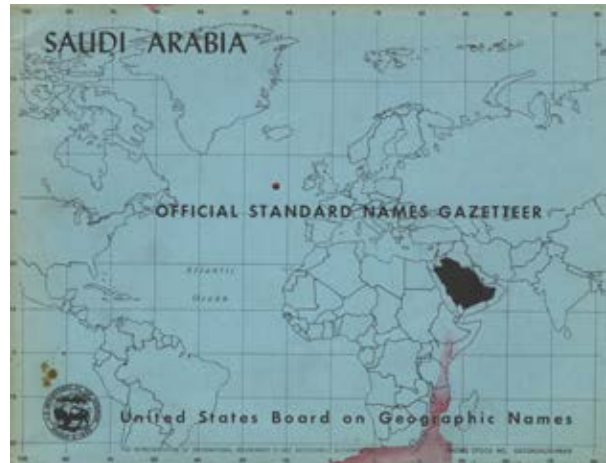 SAUDI ARABIA
OFFICIAL STANDARD NAMES GAZETTEER
Atlantic
Ocean
United States Board on Geographic Names